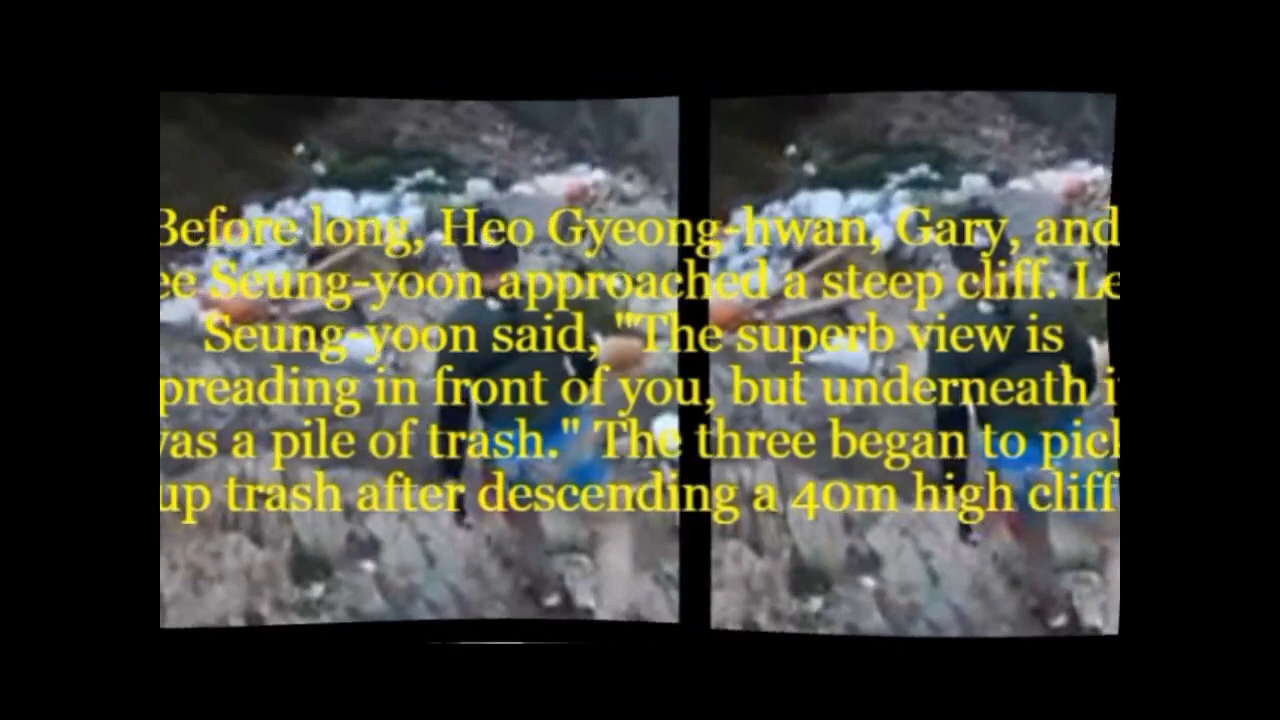 Before long, Heo Gyeong-hwan, Gary, and
ee Seung-yoon approached a steep cliff. Le
Seung-yoon said, "The superb view is
preading in front of you, but underneath i
was a pile of trash." The three began to pick
up trash after descending a 40m high cliff